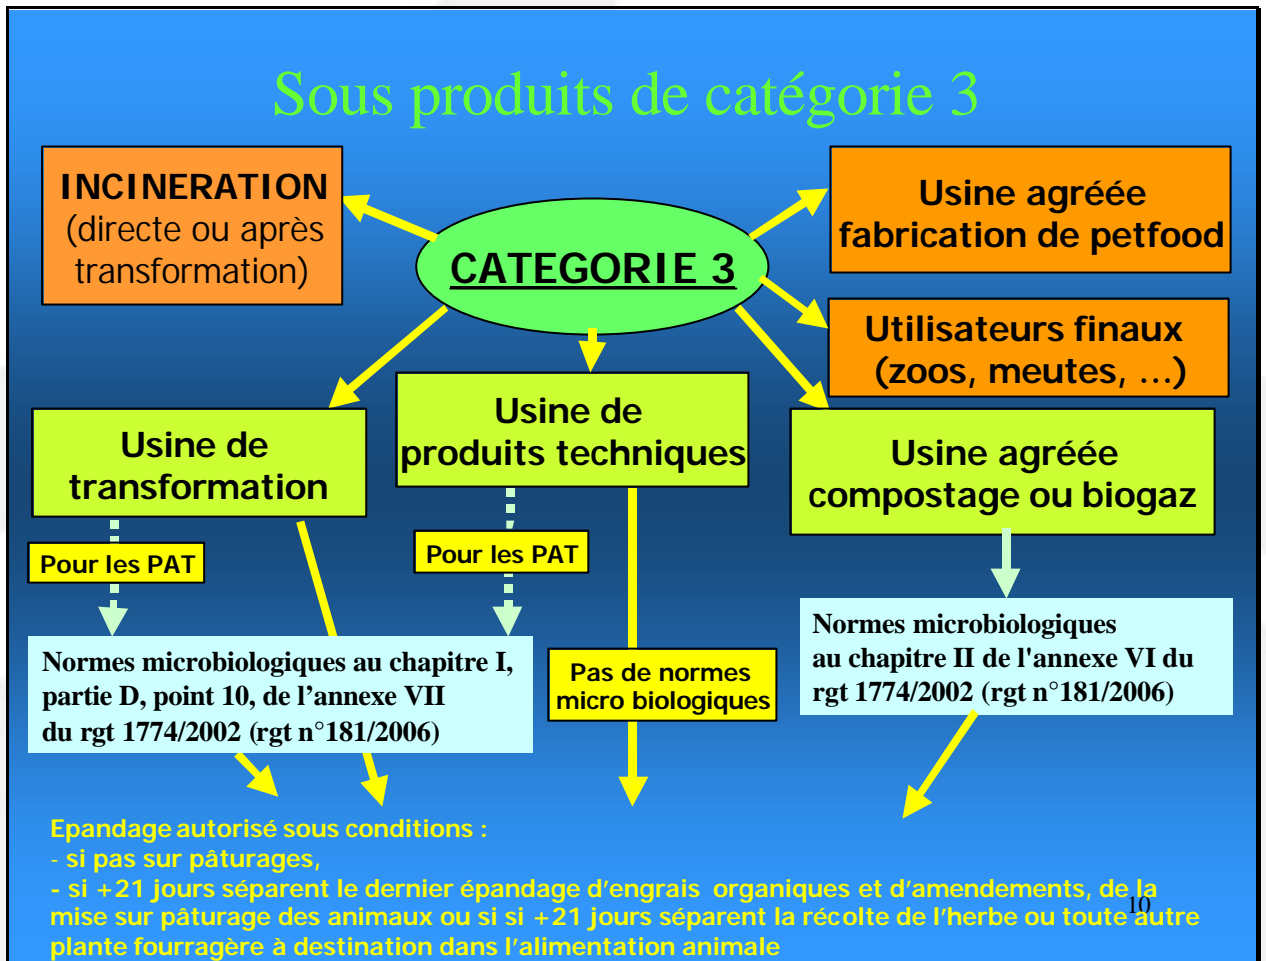 Sous produits de catégorie 3
INCINERATION
(directe ou après
transformation)
CATEGORIE 3
Usine agréée
fabrication de petfood
Utilisateurs finaux
(zoos, meutes, ...)
Usine de
transformation
Usine de
produits techniques
Usine agréée
compostage ou biogaz
Pour les PAT
Pour les PAT
Normes microbiologiques au chapitre I,
partie D, point 10, de l’annexe VII
du rgt 1774/2002 (rgt n°181/2006)
Pas de normes
micro biologiques
Normes microbiologiques
au chapitre II de l'annexe VI du
rgt 1774/2002 (rgt n°181/2006)
Epandage autorisé sous conditions :
- si pas sur pâturages,
- si +21 jours séparent le dernier épandage d’engrais organiques et d’amendements, de la
mise sur pâturage des animaux ou si si +21 jours séparent la récolte de l’herbe ou toute autre
plante fourragère à destination dans l’alimentation animale
10